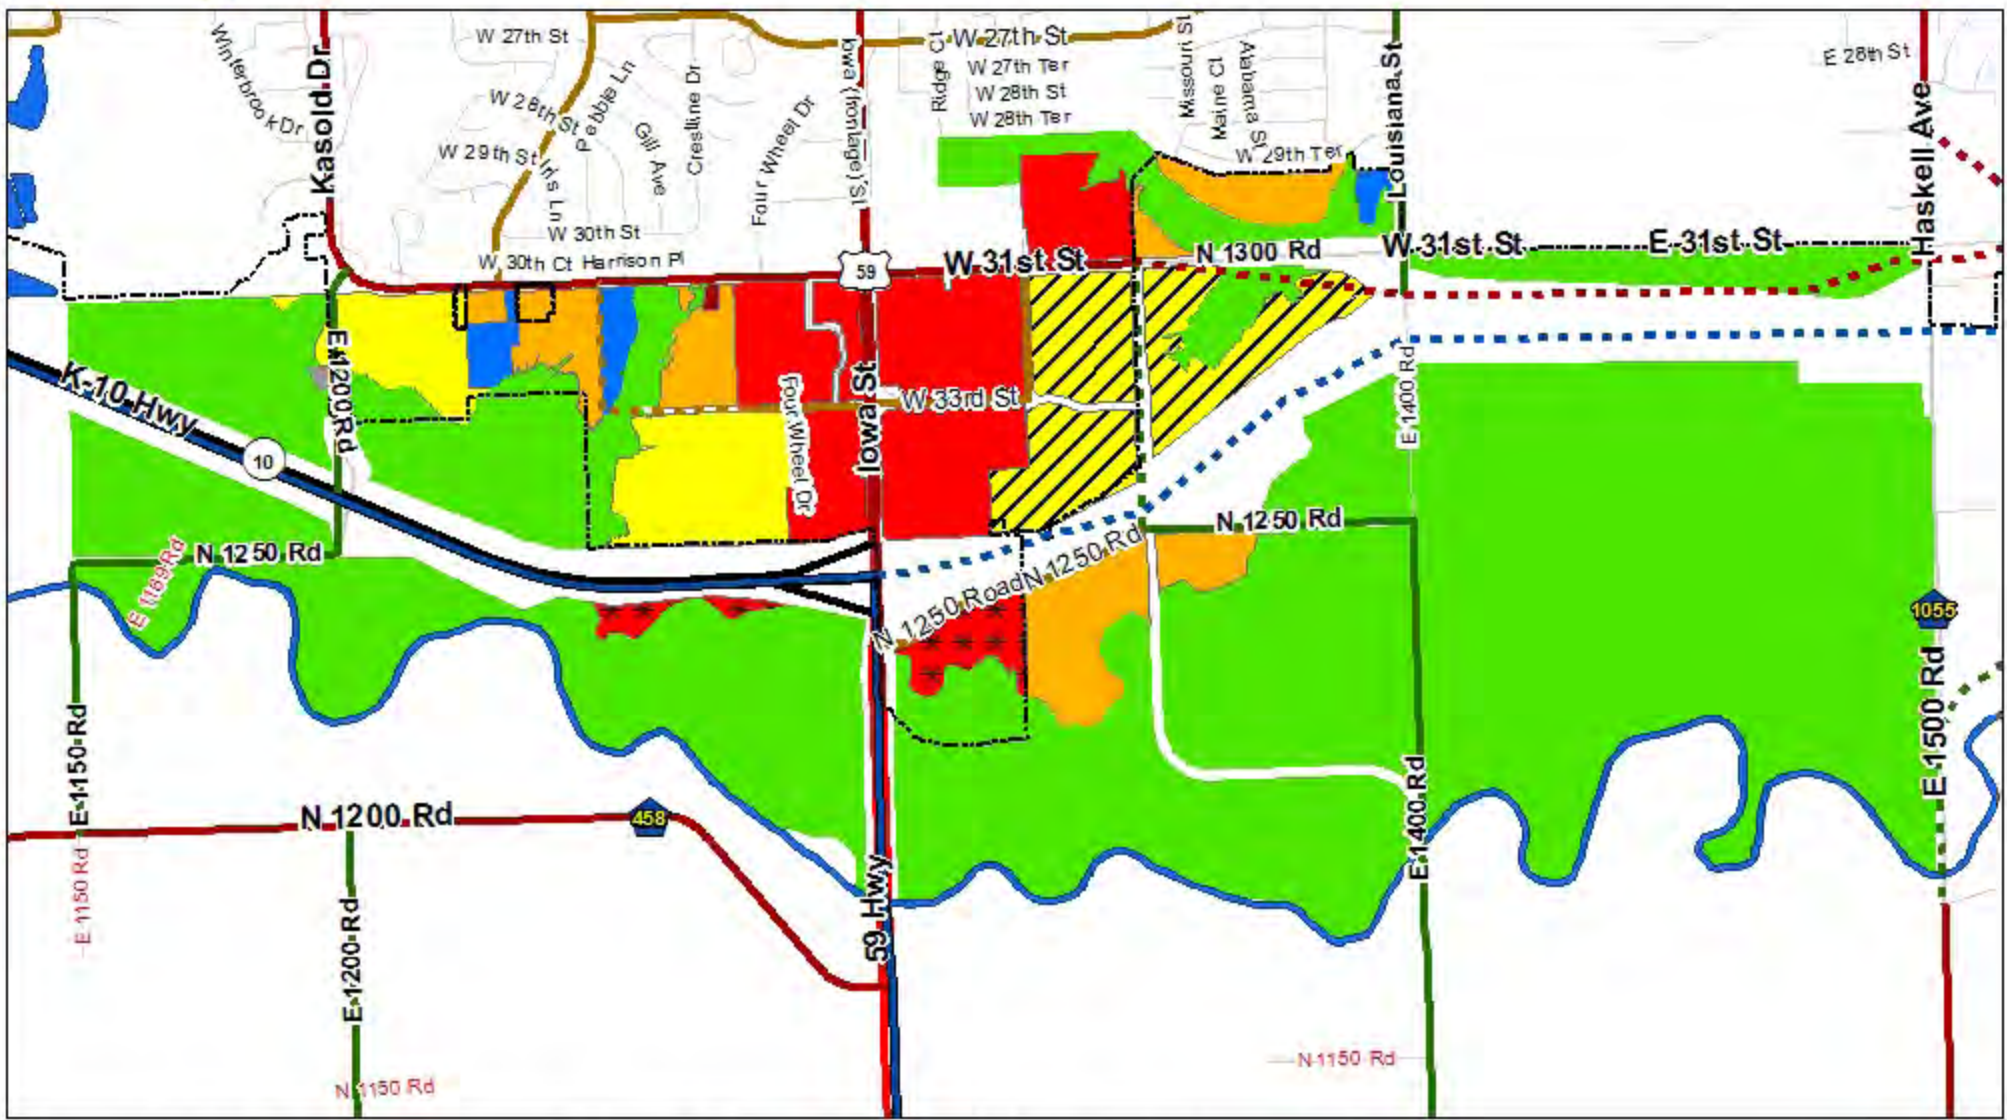 W 27th St
Iowa (frontage) St
Ridge Ct
W 27th St
W 27th Ter
W 28th St
W 28th Ter
Missouri St
Maine Ct
Alabama St
Louisiana St
E 28th St
Haskell Ave
Winterbrook Dr
Kasold Dr
W 28th St
Pebble Ln
Gill Ave
Crestline Dr
Four Wheel Dr
W 29th St
Iris Ln
W 29th Ter
W 30th St
W 30th Ct
Harrison Pl
59
W 31st St
N 1300 Rd
W 31st St
E 31st St
E 1200 Rd
K-10 Hwy
10
Four Wheel Dr
Iowa St
W 33rd St
E 1400 Rd
N 1250 Rd
E 1189 Rd
N 1250 Road
N 1250 Rd
N 1250 Rd
1055
E 1500 Rd
E 1150 Rd
N 1200 Rd
458
E 1400 Rd
E 1150 Rd
E 1200 Rd
59 Hwy
N 1150 Rd
N 1150 Rd